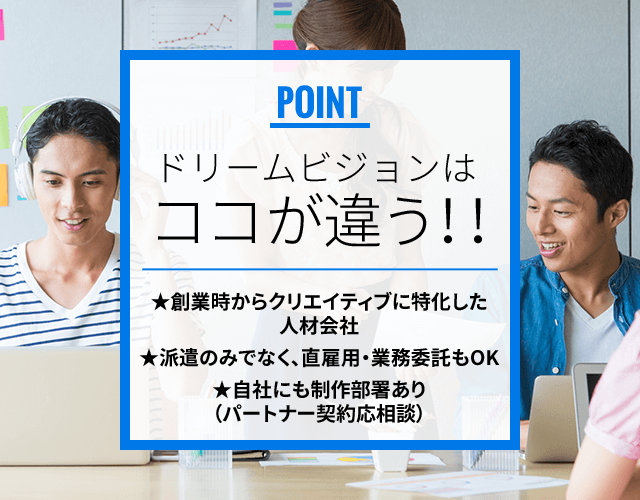 POINT
ドリームビジョンは
ココが違う!!
★創業時からクリエイティブに特化した
人材会社
★派遣のみでなく、直雇用・業務委託もOK
★自社にも制作部署あり
（パートナー契約応相談）